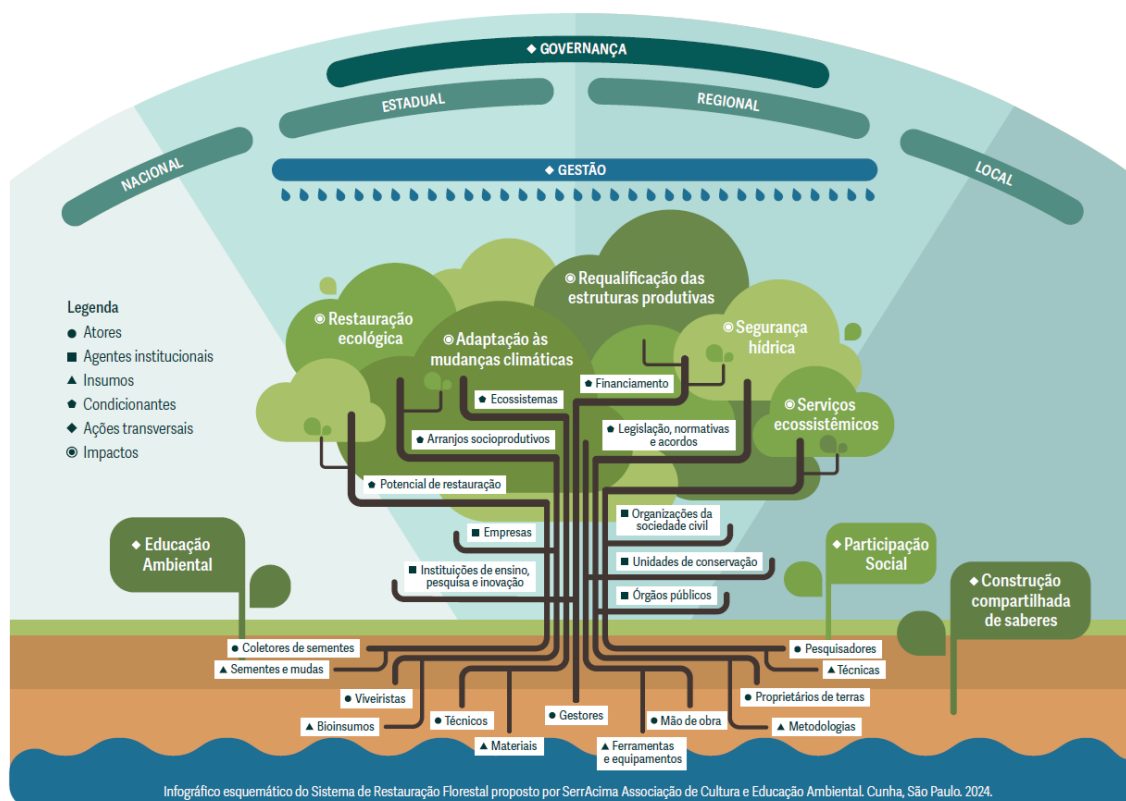 GOVERNANÇA
ESTADUAL
REGIONAL
NACIONAL
LOCAL
GESTÃO
Legenda
Atores
Agentes institucionais
Insumos
Condicionantes
Ações transversais
Impactos
Restauração
ecológica
Adaptação às
mudanças climáticas
Requalificação das
estruturas produtivas
Segurança
hídrica
Serviços
ecossistêmicos
Ecossistemas
Financiamento
Arranjos socioprodutivos
Legislação, normativas
e acordos
Potencial de restauração
Empresas
Organizações da
sociedade civil
Instituições de ensino,
pesquisa e inovação
Unidades de conservação
Órgãos públicos
Educação
Ambiental
Participação
Social
Construção
compartilhada
de saberes
Coletores de sementes
Pesquisadores
Sementes e mudas
Técnicas
Viveiristas
Proprietários de terras
Bioinsumos
Técnicos
Gestores
Mão de obra
Metodologias
Materiais
Ferramentas
e equipamentos
Infográfico esquemático do Sistema de Restauração Florestal proposto por SerrAcima Associação de Cultura e Educação Ambiental. Cunha, São Paulo. 2024.